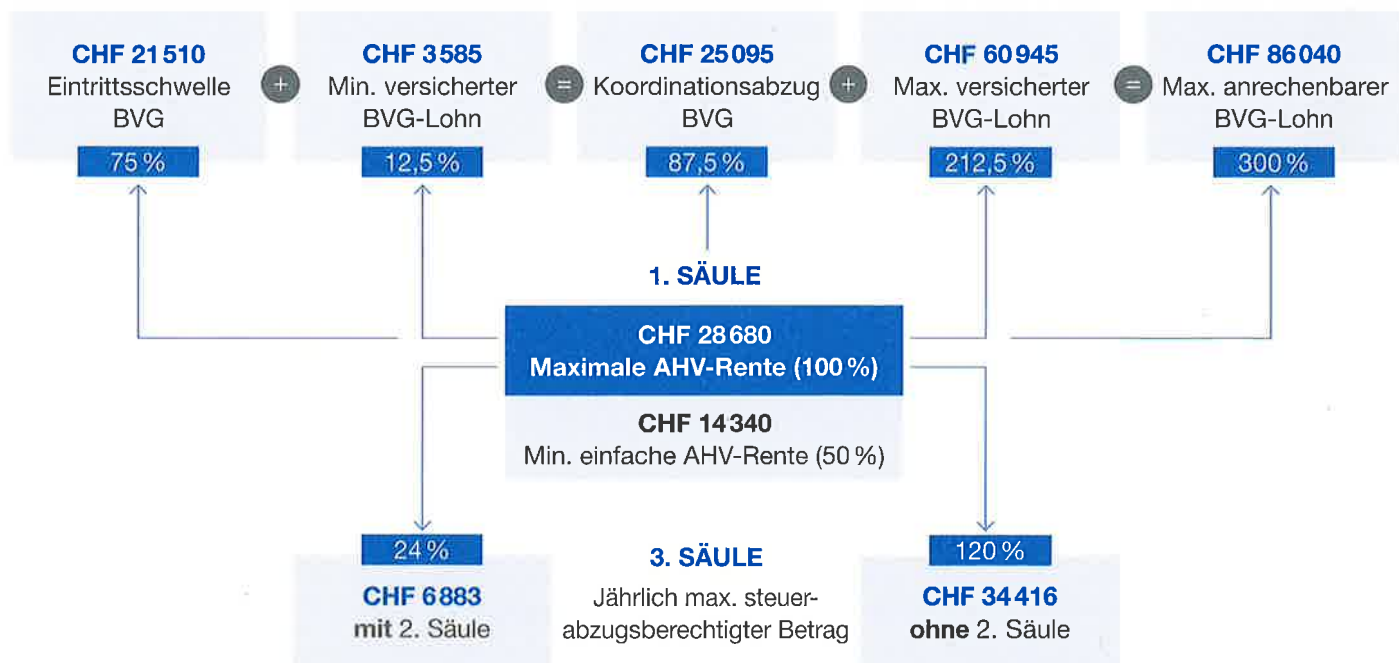 CHF 21 510
Eintrittsschwelle
BVG
75 %
+
CHF 3 585
Min. versicherter
BVG-Lohn
12,5 %
=
CHF 25 095
Koordinationsabzug
BVG
87,5 %
+
CHF 60 945
Max. versicherter
BVG-Lohn
212,5 %
=
CHF 86 040
Max. anrechenbarer
BVG-Lohn
300 %
1. SÄULE
CHF 28 680
Maximale AHV-Rente (100 %)
CHF 14 340
Min. einfache AHV-Rente (50 %)
24 %
CHF 6 883
mit 2. Säule
3. SÄULE
Jährlich max. steuer-
abzugsberechtigter Betrag
120 %
CHF 34 416
ohne 2. Säule